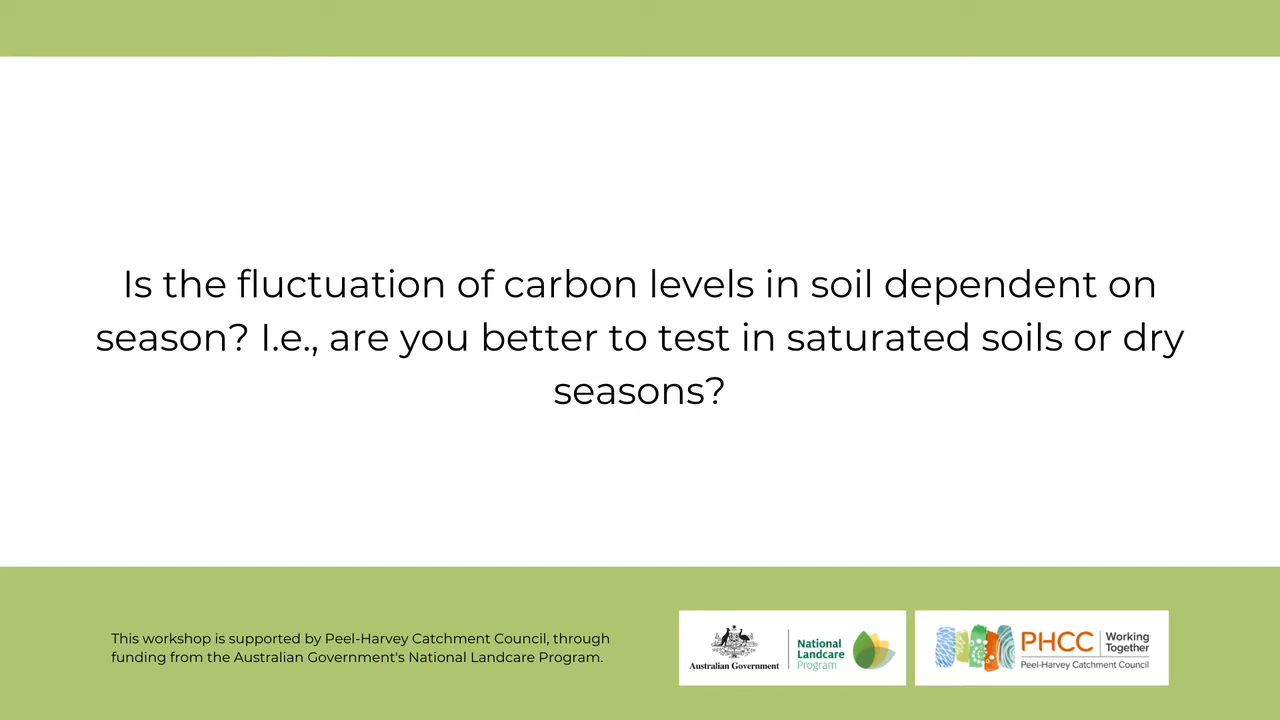 Is the fluctuation of carbon levels in soil dependent on
season? I.e., are you better to test in saturated soils or dry
seasons?
This workshop is supported by Peel-Harvey Catchment Council, through
funding from the Australian Government's National Landcare Program.
Australian Government
National
Landcare
Program
PHCC
Working
Together
Peel-Harvey Catchment Council